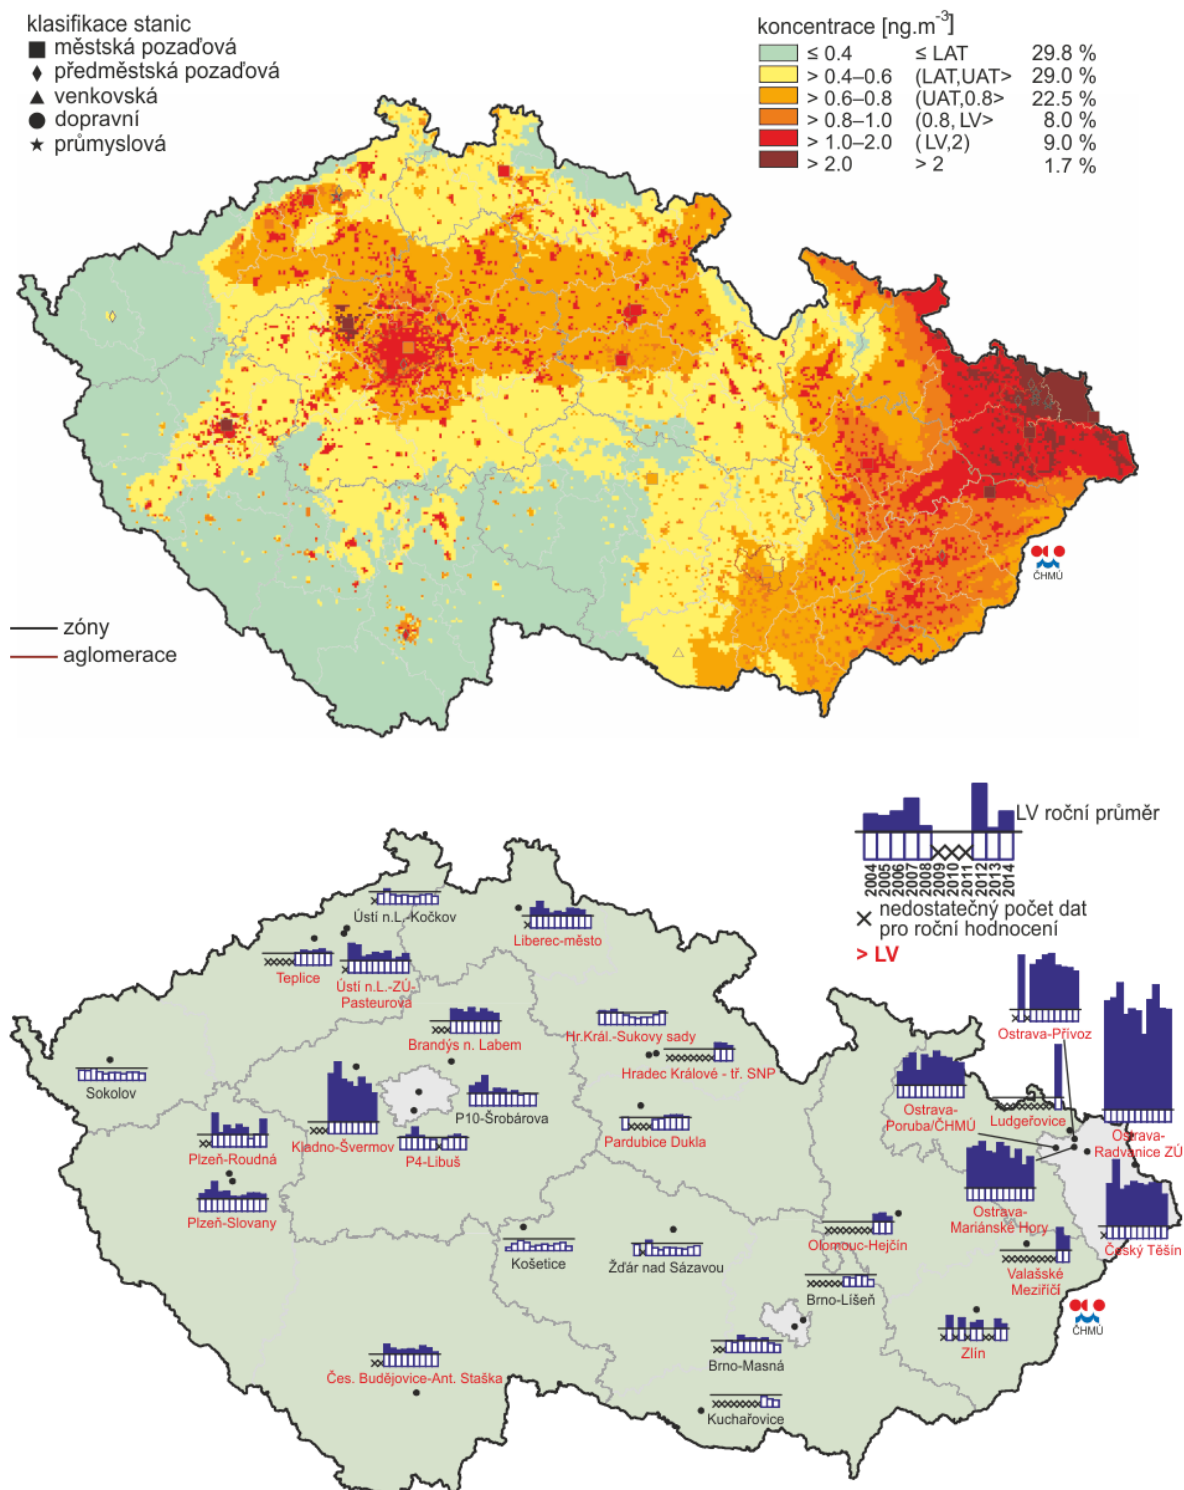 klasifikace stanic
městská pozaďová
předměstská pozaďová
venkovská
dopravní
průmyslová
koncentrace [ng.m⁻³]
≤ 0.4 ≤ LAT 29.8 %
> 0.4–0.6 (LAT,UAT> 29.0 %
> 0.6–0.8 (UAT,0.8> 22.5 %
> 0.8–1.0 (0.8, LV> 8.0 %
> 1.0–2.0 ( LV,2) 9.0 %
> 2.0 > 2 1.7 %
ČHMÚ
zóny
aglomerace
LV roční průměr
2004 2005 2006 2007 2008 2009 2010 2011 2012 2013 2014
nedostatečný počet dat
pro roční hodnocení
> LV
Ústí n.L.-Kočkov
Liberec-město
Teplice
Ústí n.L.-ZÚ-
Pasteurova
Brandýs n. Labem
Hr.Král.-Sukovy sady
Ostrava-Přívoz
Hradec Králové - tř. SNP
Sokolov
P10-Šrobárova
Ostrava-
Poruba/ČHMÚ
Ludgeřovice
Ostrava-
Radvanice ZÚ
Kladno-Švermov
Plzeň-Roudná
P4-Libuš
Pardubice Dukla
Plzeň-Slovany
Ostrava-
Mariánské Hory
Olomouc-Hejčín
Český Těšín
Košetice
Žďár nad Sázavou
Valašské
Meziříčí
Brno-Líšeň
ČHMÚ
Zlín
Brno-Masná
Čes. Budějovice-Ant. Staška
Kuchařovice